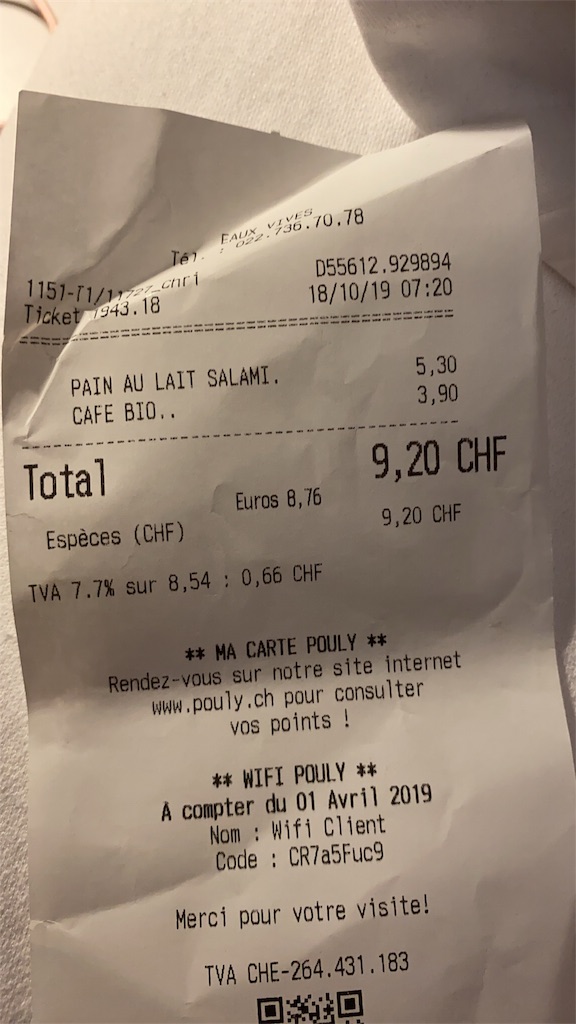 EAUX VIVES
Tél. : 022.736.70.78
D55612.929894
1151-T1/11727_chri 18/10/19 07:20
Ticket 1943.18
PAIN AU LAIT SALAMI. 5,30
CAFE BIO.. 3,90
Total 9,20 CHF
Euros 8,76
Espèces (CHF) 9,20 CHF
TVA 7.7% sur 8,54 : 0,66 CHF
** MA CARTE POULY **
Rendez-vous sur notre site internet
www.pouly.ch pour consulter
vos points !
** WIFI POULY **
A compter du 01 Avril 2019
Nom : Wifi Client
Code : CR7a5Fuc9
Merci pour votre visite!
TVA CHE-264.431.183